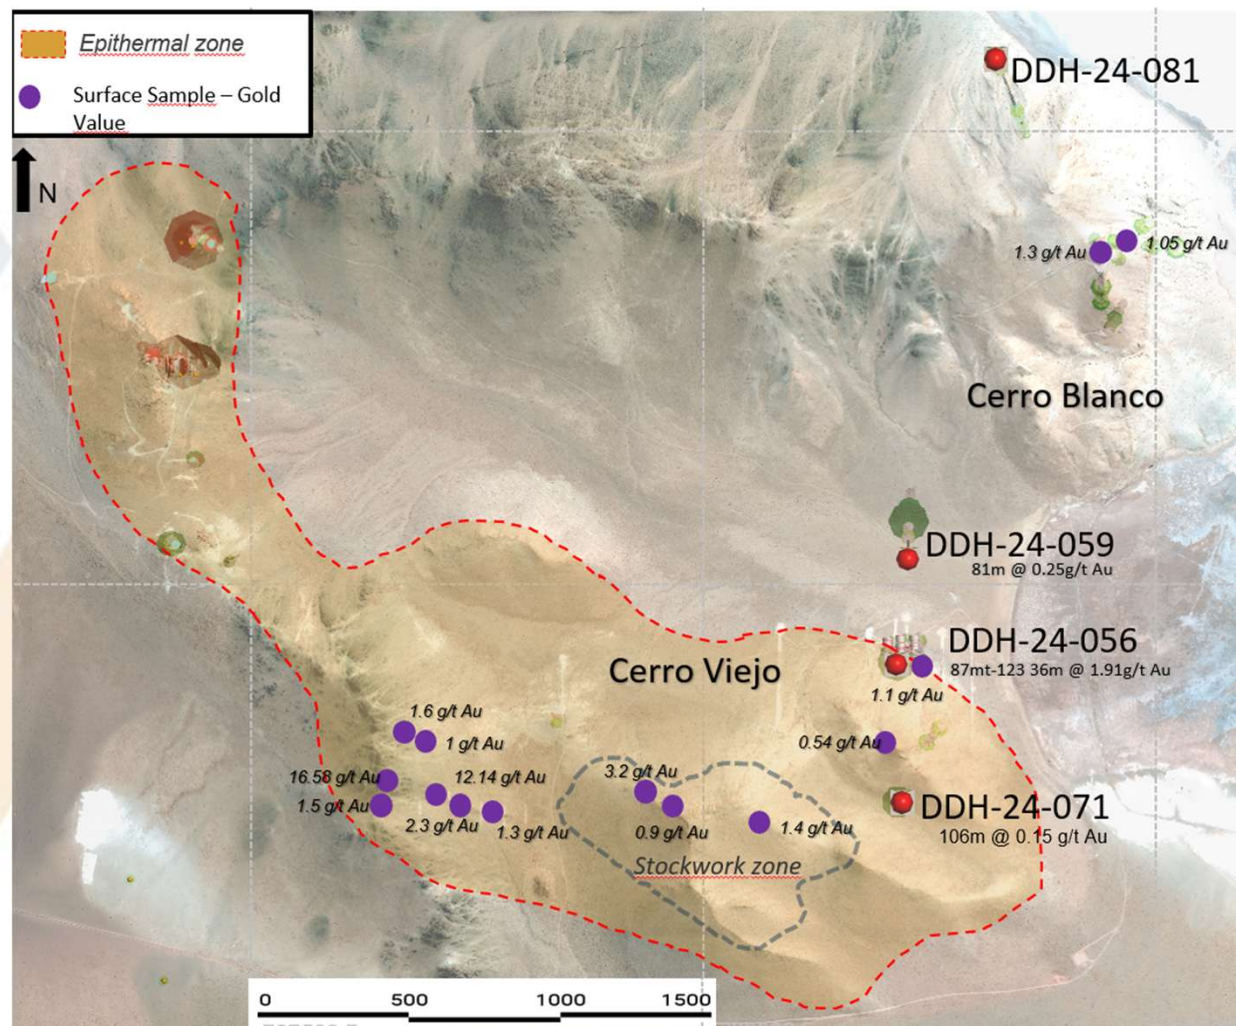 Epithermal zone
Surface Sample – Gold
Value
N
DDH-24-081
1.3 g/t Au
1.05 g/t Au
Cerro Blanco
DDH-24-059
81m @ 0.25g/t Au
DDH-24-056
87mt-123 36m @ 1.91g/t Au
1.1 g/t Au
Cerro Viejo
1.6 g/t Au
1 g/t Au
0.54 g/t Au
16.58 g/t Au
12.14 g/t Au
3.2 g/t Au
1.5 g/t Au
2.3 g/t Au
1.3 g/t Au
0.9 g/t Au
1.4 g/t Au
DDH-24-071
106m @ 0.15 g/t Au
Stockwork zone
0 500 1000 1500